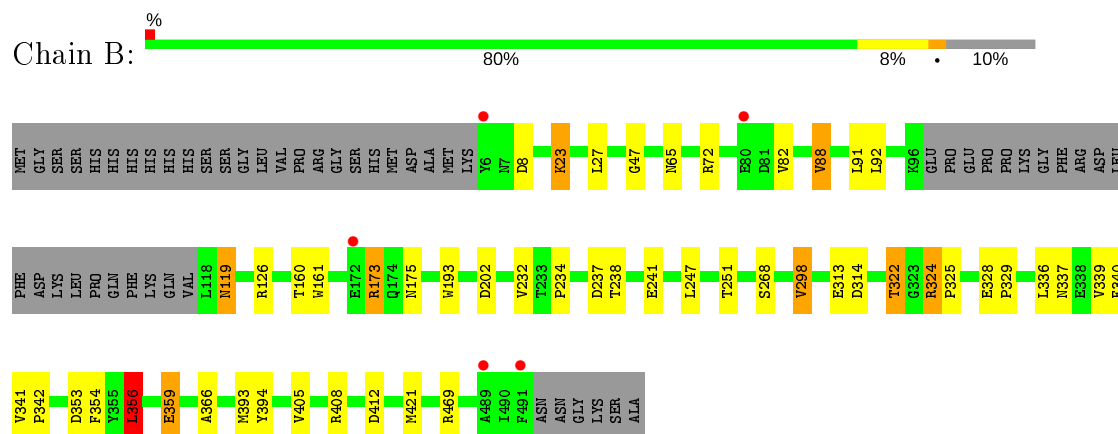 %
Chain B:
80% 8% • 10%
MET GLY SER SER HIS HIS HIS HIS HIS HIS SER SER GLY LEU VAL PRO ARG GLY SER HIS MET ASP ALA MET LYS Y6 N7 D8 K23 L27 G47 N65 R72 E80 D81 V82 V88 L91 L92 K96 GLU PRO GLU PRO PRO LYS GLY PHE ARG ASP LEU
PHE ASP LYS LEU PRO GLN PHE LYS GLN VAL L118 N119 R126 T160 W161 E172 R173 Q174 N175 W193 D202 V232 T233 P234 D237 T238 E241 L247 T251 S268 V298 E313 D314 T322 G323 R324 P325 E328 P329 L336 N337 E338 V339
V341 P342 D353 F354 Y355 L356 E359 A366 M393 Y394 V405 R408 D412 M421 R469 A489 I490 F491 ASN ASN GLY LYS SER ALA